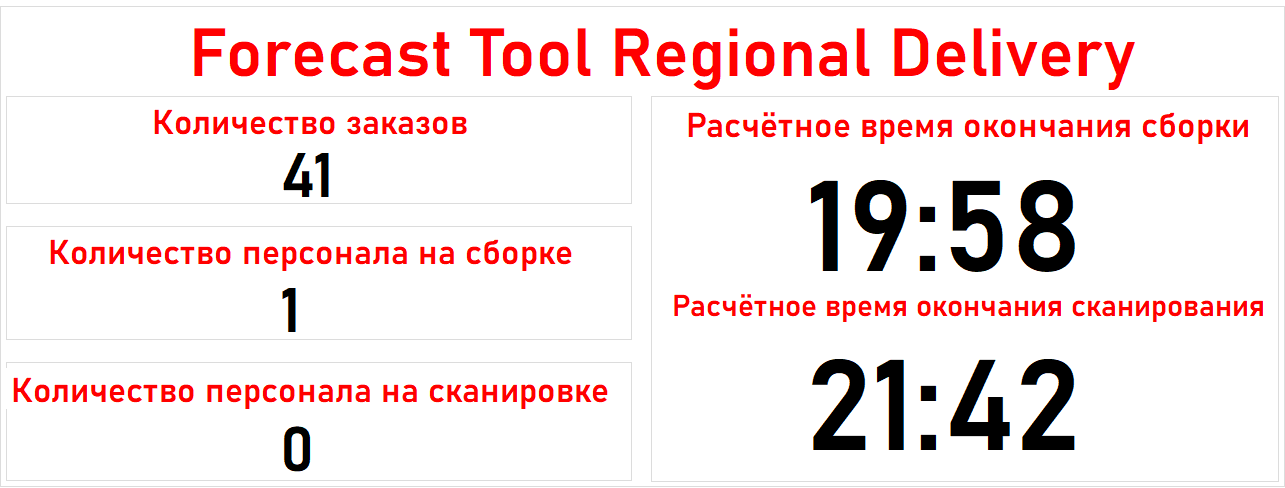 Forecast Tool Regional Delivery
Количество заказов
41
Количество персонала на сборке
1
Количество персонала на сканировке
0
Расчётное время окончания сборки
19:58
Расчётное время окончания сканирования
21:42